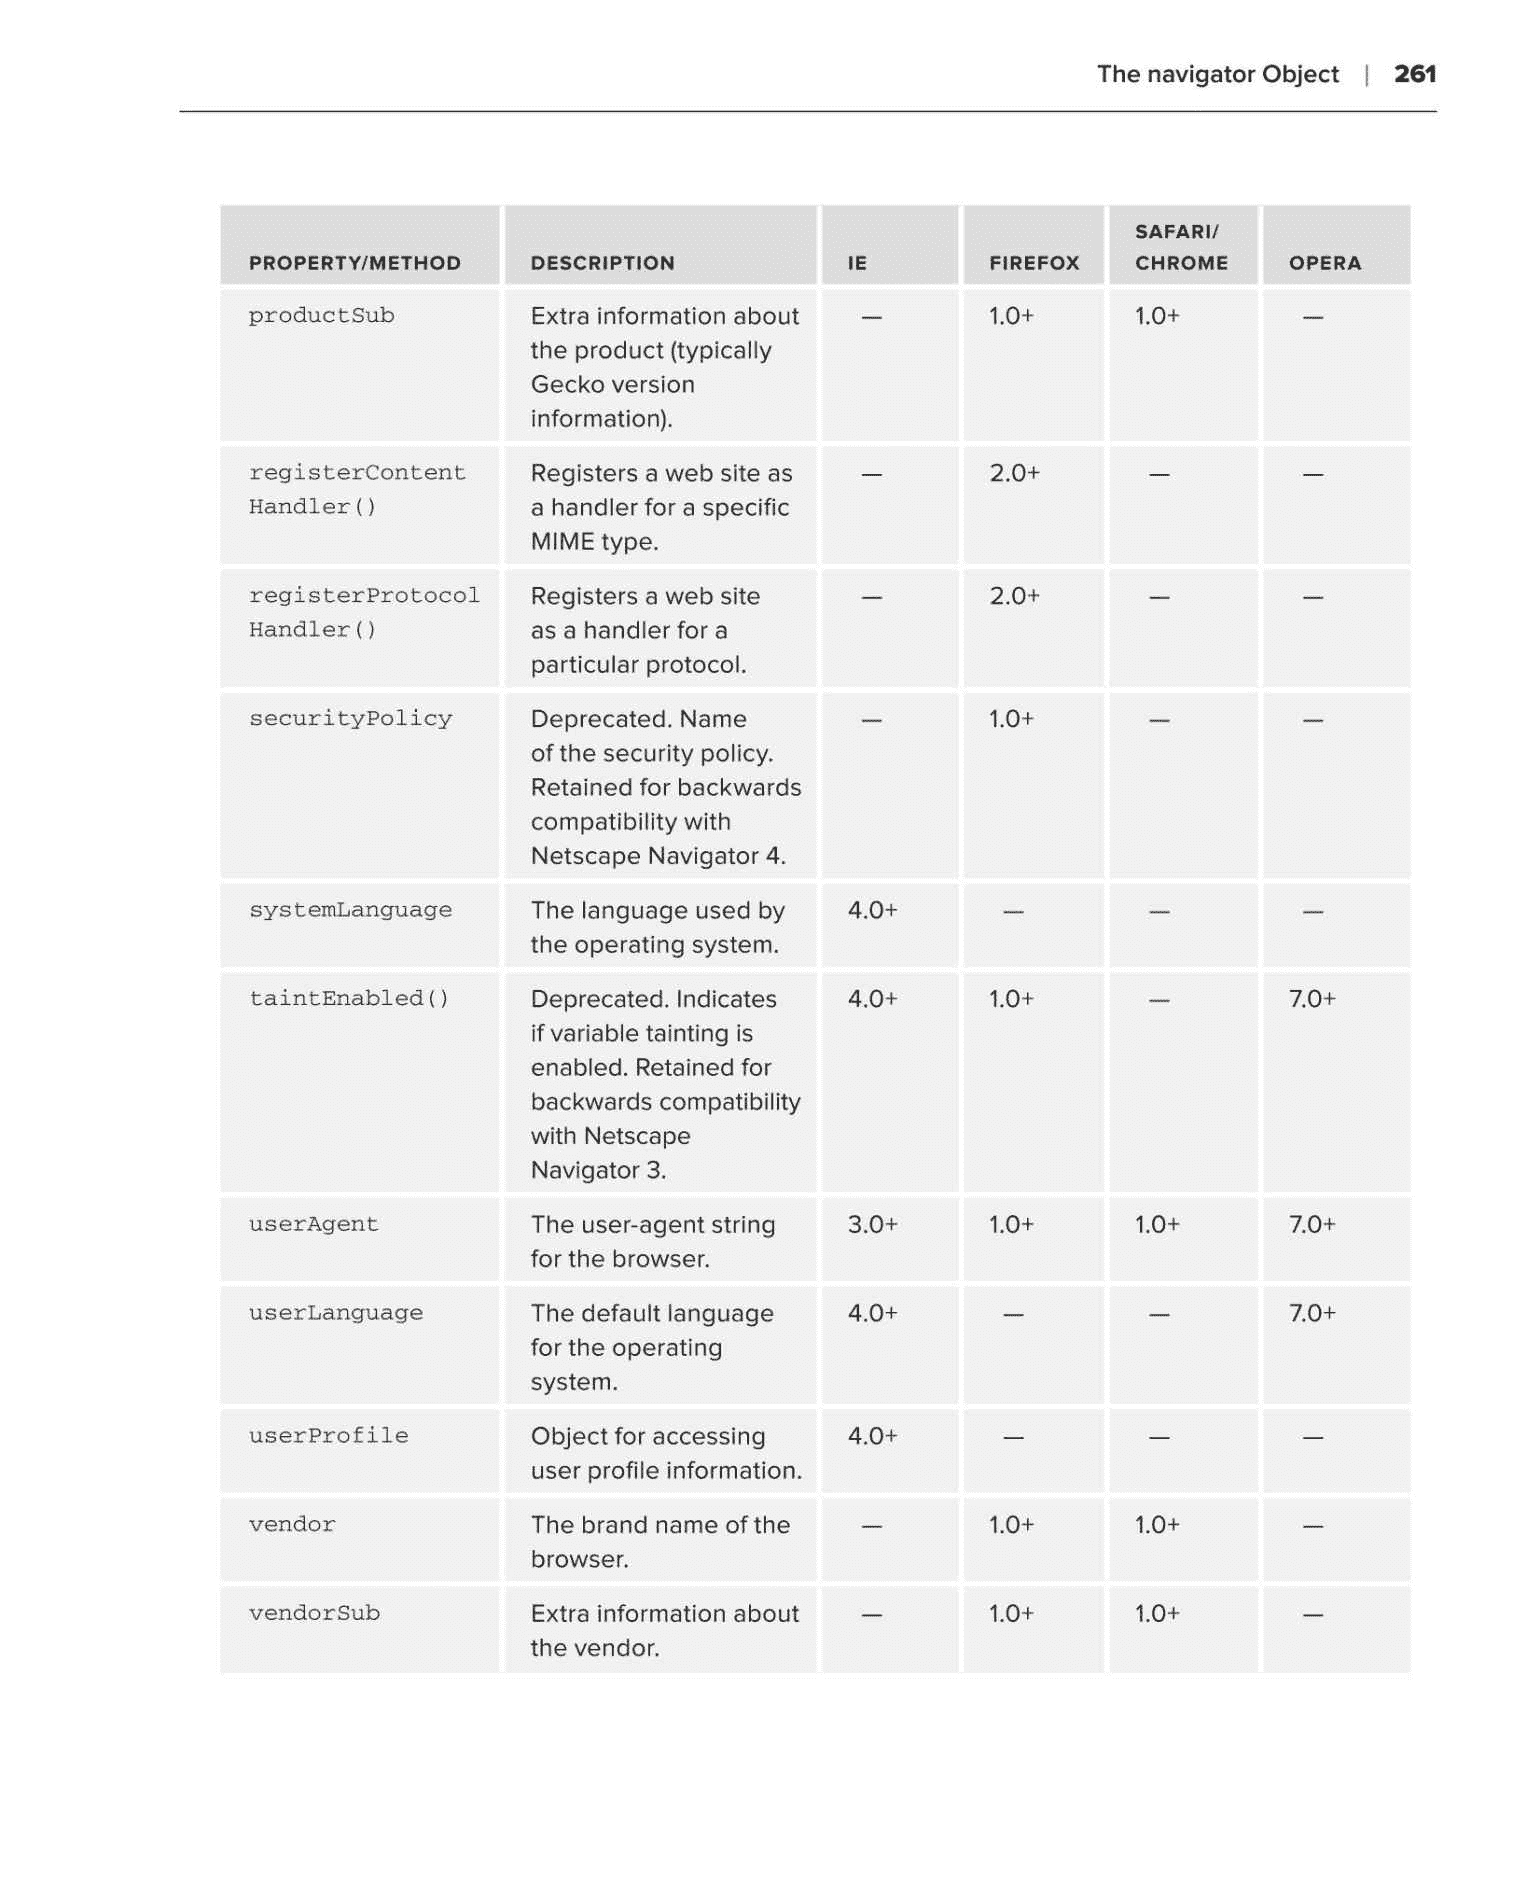 The navigator Object | 261
PROPERTY/METHOD DESCRIPTION IE FIREFOX SAFARI/ CHROME OPERA
productSub Extra information about — 1.0+ 1.0+ —
the product (typically
Gecko version
information).
registerContent Registers a web site as — 2.0+ — —
Handler() a handler for a specific
MIME type.
registerProtocol Registers a web site — 2.0+ — —
Handler() as a handler for a
particular protocol.
securityPolicy Deprecated. Name — 1.0+ — —
of the security policy.
Retained for backwards
compatibility with
Netscape Navigator 4.
systemLanguage The language used by 4.0+ — — —
the operating system.
taintEnabled() Deprecated. Indicates 4.0+ 1.0+ — 7.0+
if variable tainting is
enabled. Retained for
backwards compatibility
with Netscape
Navigator 3.
userAgent The user-agent string 3.0+ 1.0+ 1.0+ 7.0+
for the browser.
userLanguage The default language 4.0+ — — 7.0+
for the operating
system.
userProfile Object for accessing 4.0+ — — —
user profile information.
vendor The brand name of the — 1.0+ 1.0+ —
browser.
vendorSub Extra information about — 1.0+ 1.0+ —
the vendor.